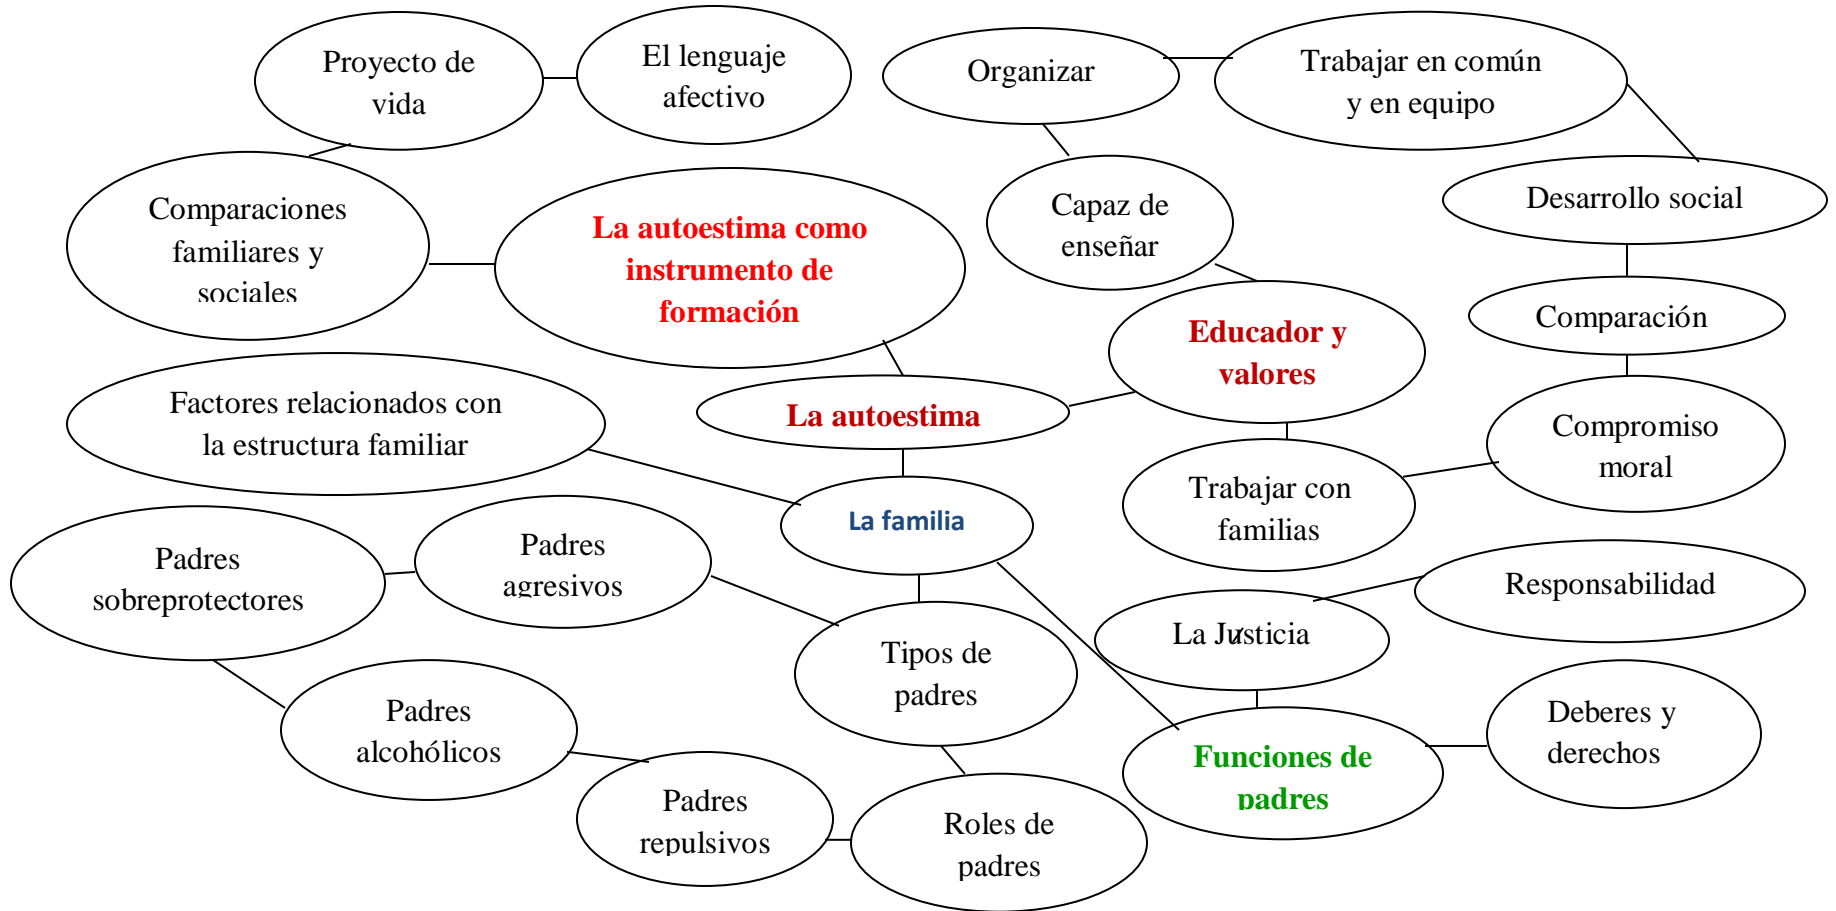 Proyecto de
vida
El lenguaje
afectivo
Organizar
Trabajar en común
y en equipo
Comparaciones
familiares y
sociales
La autoestima como
instrumento de
formación
Capaz de
enseñar
Desarrollo social
Educador y
valores
Comparación
Factores relacionados con
la estructura familiar
La autoestima
Compromiso
moral
Trabajar con
familias
La familia
Padres
sobreprotectores
Padres
agresivos
Responsabilidad
La Justicia
Tipos de
padres
Padres
alcohólicos
Funciones de
padres
Deberes y
derechos
Padres
repulsivos
Roles de
padres